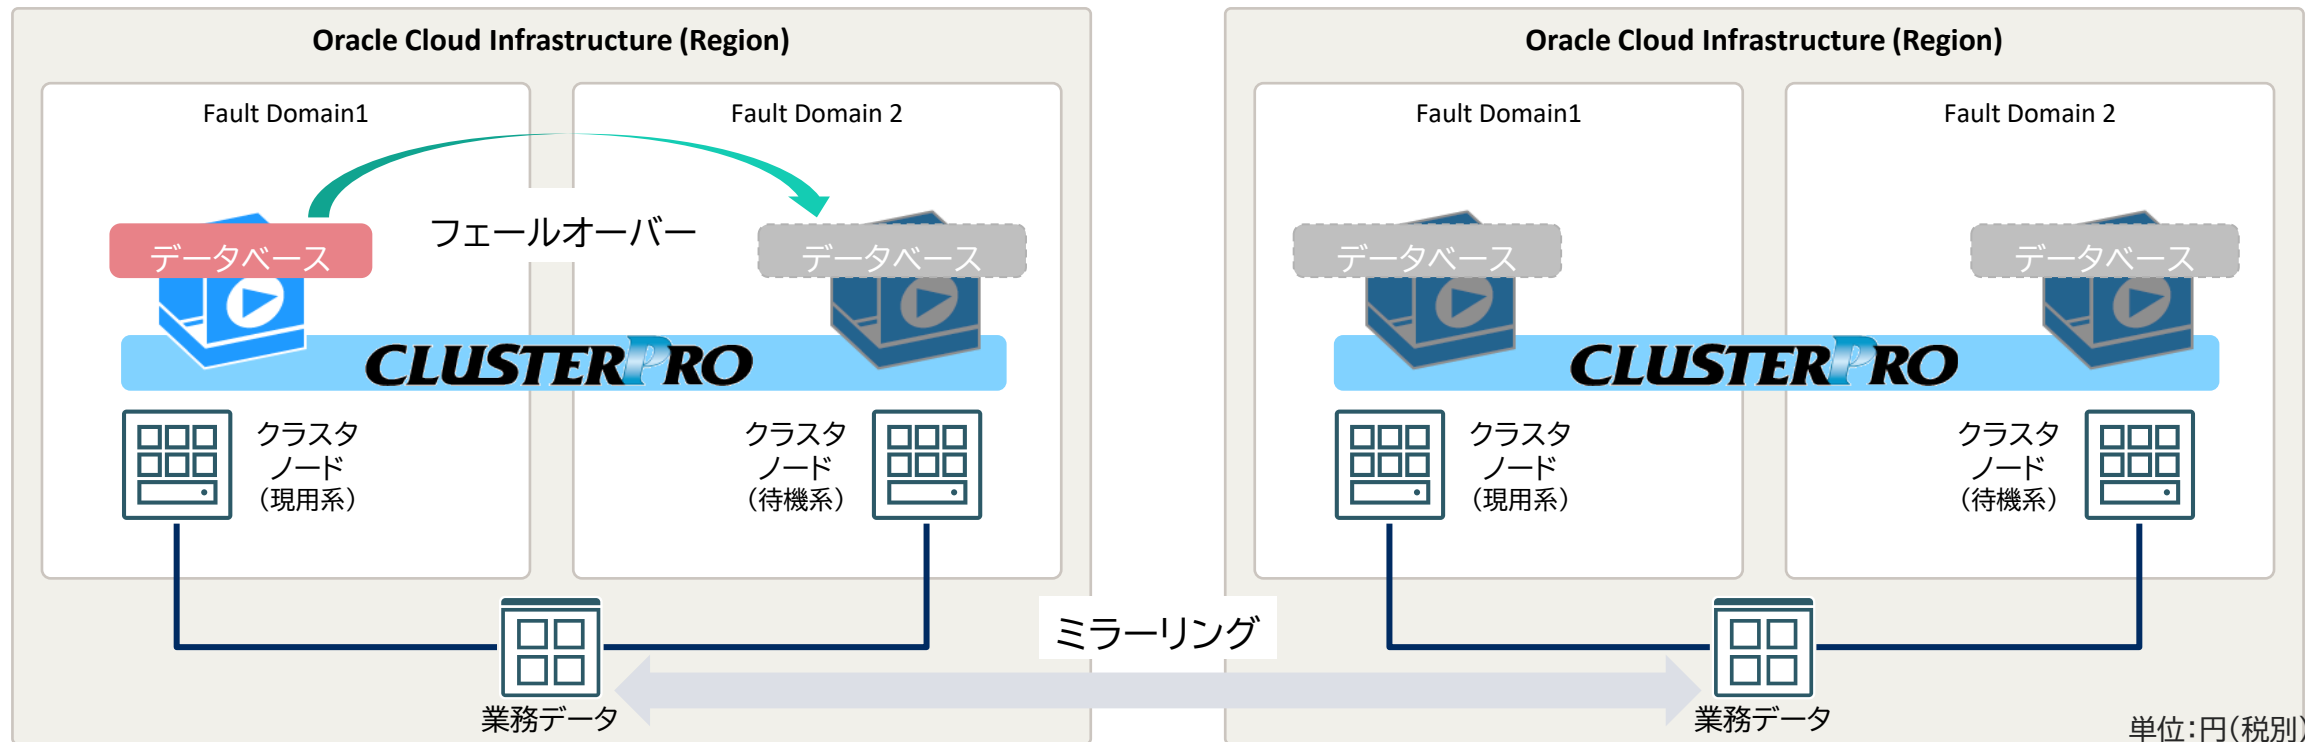 Oracle Cloud Infrastructure (Region)
Fault Domain1
Fault Domain 2
フェールオーバー
データベース
データベース
CLUSTERPRO
クラスタ
ノード
（現用系）
クラスタ
ノード
（待機系）
業務データ
ミラーリング
Oracle Cloud Infrastructure (Region)
Fault Domain1
Fault Domain 2
データベース
データベース
CLUSTERPRO
クラスタ
ノード
（現用系）
クラスタ
ノード
（待機系）
業務データ
単位：円（税別）